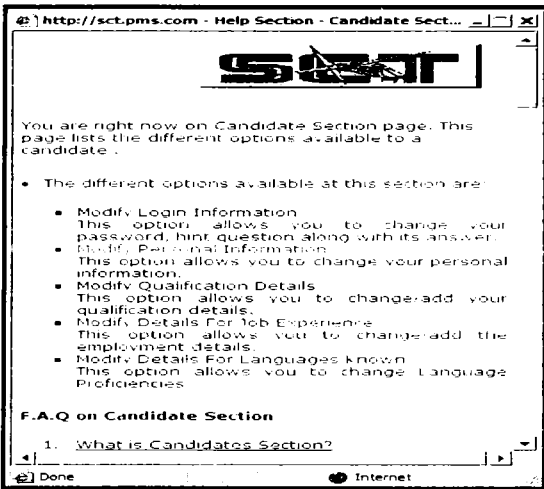 http://sct.pms.com - Help Section - Candidate Sect...
SCT
You are right now on Candidate Section page. This
page lists the different options available to a
candidate .
• The different options available at this section are:
• Modify Login Information
This option allows you to change your
password, hint question along with its answer.
• Modify Personal Information
This option allows you to change your personal
information.
• Modify Qualification Details
This option allows you to change/add your
qualification details.
• Modify Details For Job Experience
This option allows you to change/add the
employment details.
• Modify Details For Languages Known
This option allows you to change Language
Proficiencies
F.A.Q on Candidate Section
1. What is Candidates Section?
Done
Internet